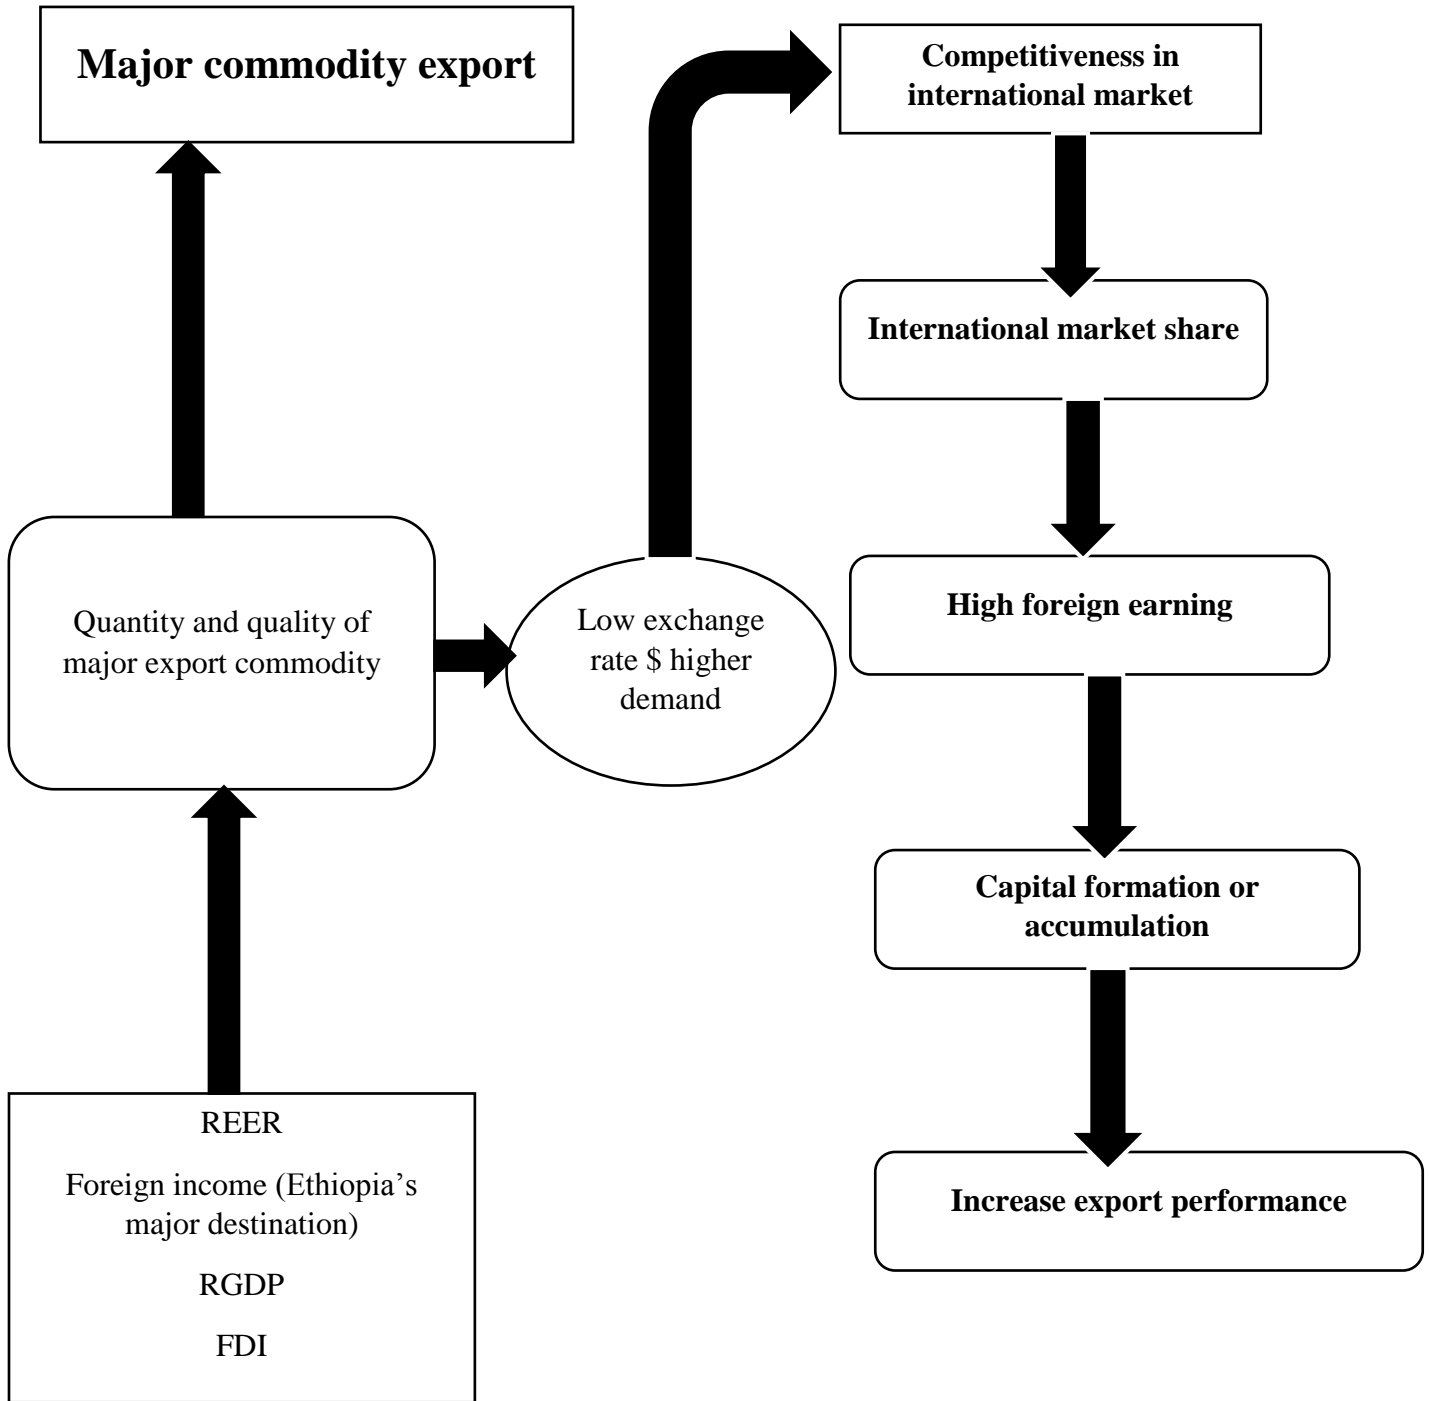 Major commodity export
Competitiveness in
international market
International market share
Quantity and quality of
major export commodity
Low exchange
rate $ higher
demand
High foreign earning
Capital formation or
accumulation
REER
Foreign income (Ethiopia’s
major destination)
RGDP
FDI
Increase export performance